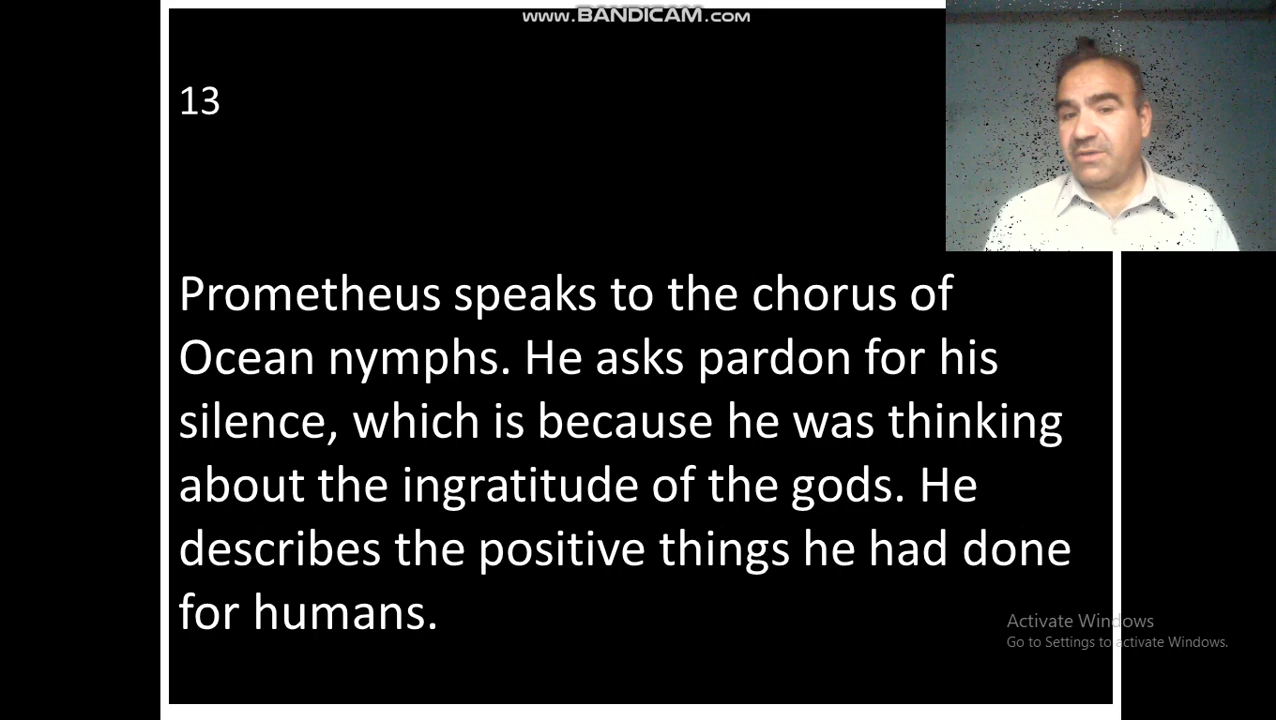 www.BANDICAM.com
13
Prometheus speaks to the chorus of
Ocean nymphs. He asks pardon for his
silence, which is because he was thinking
about the ingratitude of the gods. He
describes the positive things he had done
for humans.
Activate Windows
Go to Settings to activate Windows.